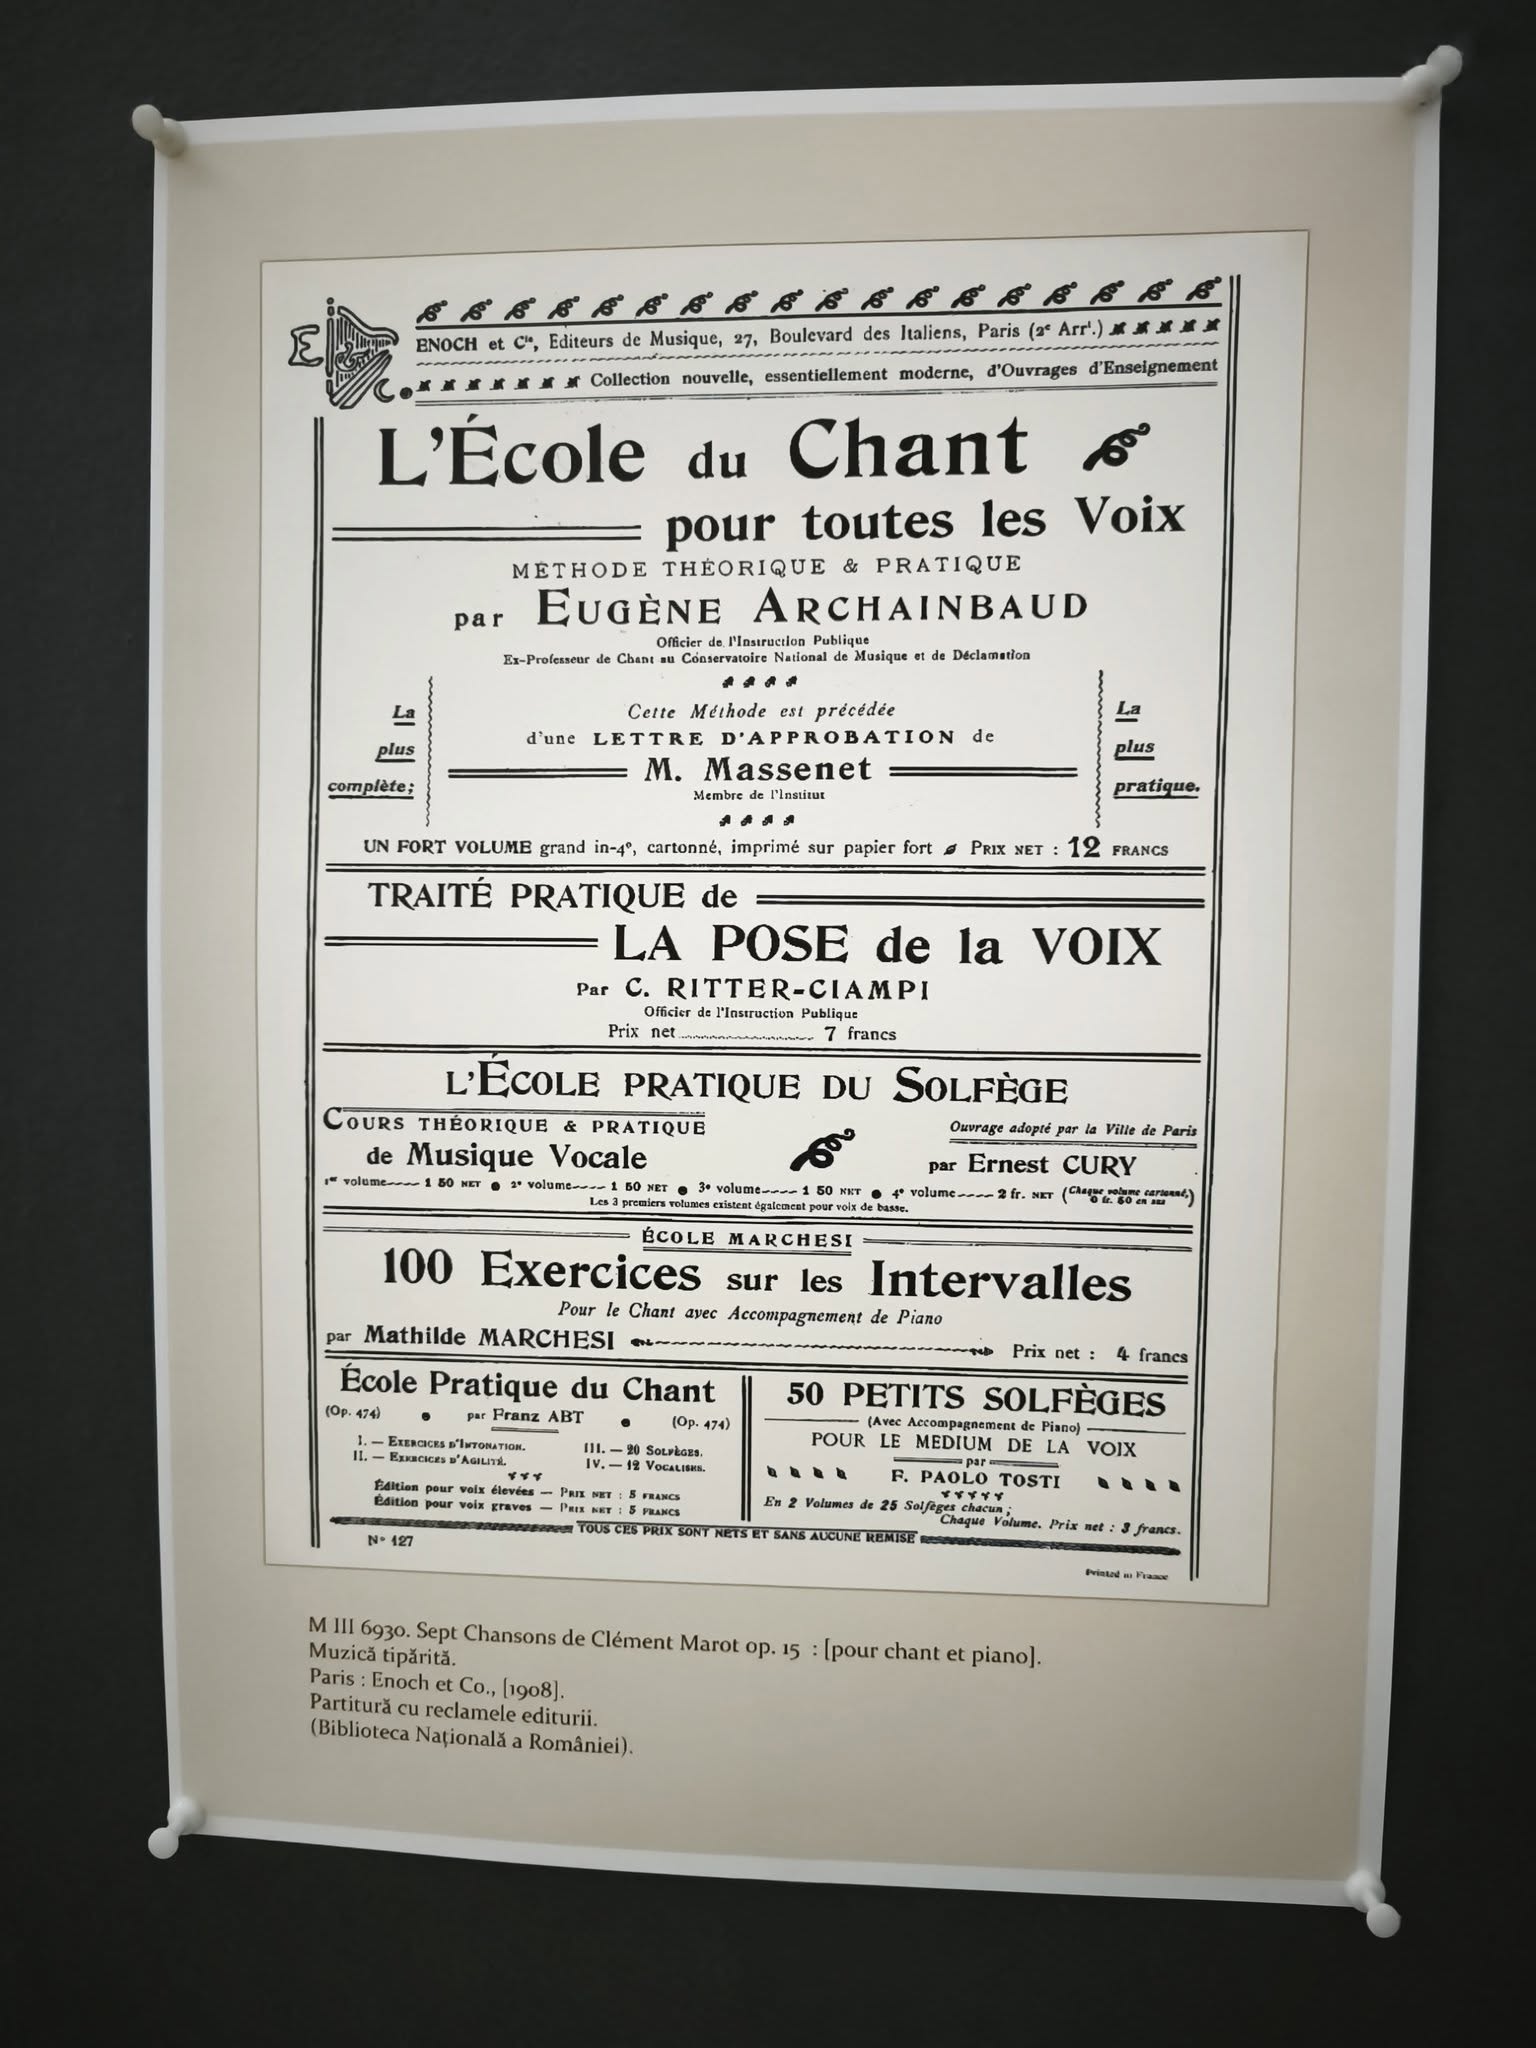 E
C.
ENOCH et Cie, Editeurs de Musique, 27, Boulevard des Italiens, Paris (2e Arrt.)
Collection nouvelle, essentiellement moderne, d'Ouvrages d'Enseignement
L'École du Chant
pour toutes les Voix
MÉTHODE THÉORIQUE & PRATIQUE
par EUGÈNE ARCHAINBAUD
Officier de l'Instruction Publique
Ex-Professeur de Chant au Conservatoire National de Musique et de Déclamation
La
plus
complète;
Cette Méthode est précédée
d'une LETTRE D'APPROBATION de
M. Massenet
Membre de l'Institut
La
plus
pratique.
UN FORT VOLUME grand in-4º, cartonné, imprimé sur papier fort PRIX NET : 12 FRANCS
TRAITÉ PRATIQUE de
LA POSE de la VOIX
Par C. RITTER-CIAMPI
Officier de l'Instruction Publique
Prix net 7 francs
L'ÉCOLE PRATIQUE DU SOLFÈGE
COURS THÉORIQUE & PRATIQUE
de Musique Vocale
Ouvrage adopté par la Ville de Paris
par Ernest CURY
1er volume 1 50 NET • 2e volume 1 50 NET • 3e volume 1 50 NET • 4e volume 2 fr. NET (Chaque volume cartonné, 0 fr. 50 en sus)
Les 3 premiers volumes existent également pour voix de basse.
ÉCOLE MARCHESI
100 Exercices sur les Intervalles
Pour le Chant avec Accompagnement de Piano
par Mathilde MARCHESI Prix net : 4 francs
École Pratique du Chant
(Op. 474) • par Franz ABT • (Op. 474)
I. — EXERCICES D'INTONATION.
II. — EXERCICES D'AGILITÉ.
III. — 20 SOLFÈGES.
IV. — 12 VOCALISES.
Édition pour voix élevées — PRIX NET : 5 FRANCS
Édition pour voix graves — PRIX NET : 5 FRANCS
50 PETITS SOLFÈGES
(Avec Accompagnement de Piano)
POUR LE MEDIUM DE LA VOIX
par
F. PAOLO TOSTI
En 2 Volumes de 25 Solfèges chacun;
Chaque Volume. Prix net : 3 francs.
TOUS CES PRIX SONT NETS ET SANS AUCUNE REMISE
Nº 127
Printed in France
M III 6930. Sept Chansons de Clément Marot op. 15 : [pour chant et piano].
Muzică tipărită.
Paris : Enoch et Co., [1908].
Partitură cu reclamele editurii.
(Biblioteca Națională a României).